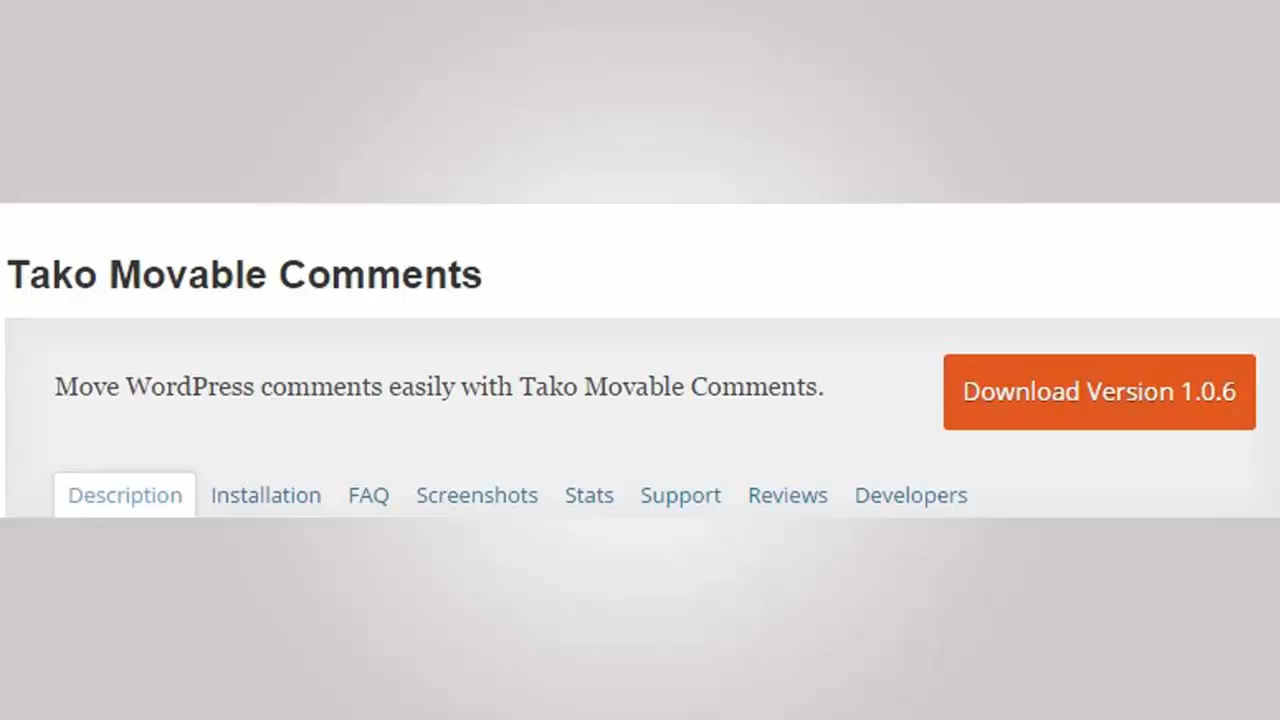 Tako Movable Comments
Move WordPress comments easily with Tako Movable Comments.
Download Version 1.0.6
Description Installation FAQ Screenshots Stats Support Reviews Developers